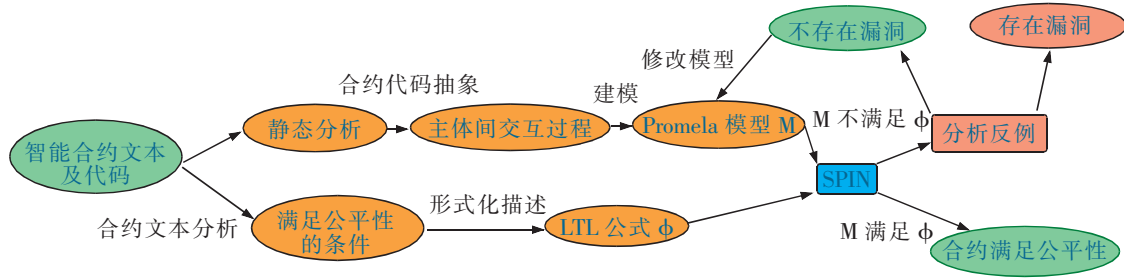 不存在漏洞
存在漏洞
修改模型
合约代码抽象
建模
静态分析
主体间交互过程
Promela 模型 M
M 不满足 ϕ
分析反例
智能合约文本
及代码
SPIN
合约文本分析
满足公平性
的条件
形式化描述
LTL 公式 ϕ
M 满足 ϕ
合约满足公平性